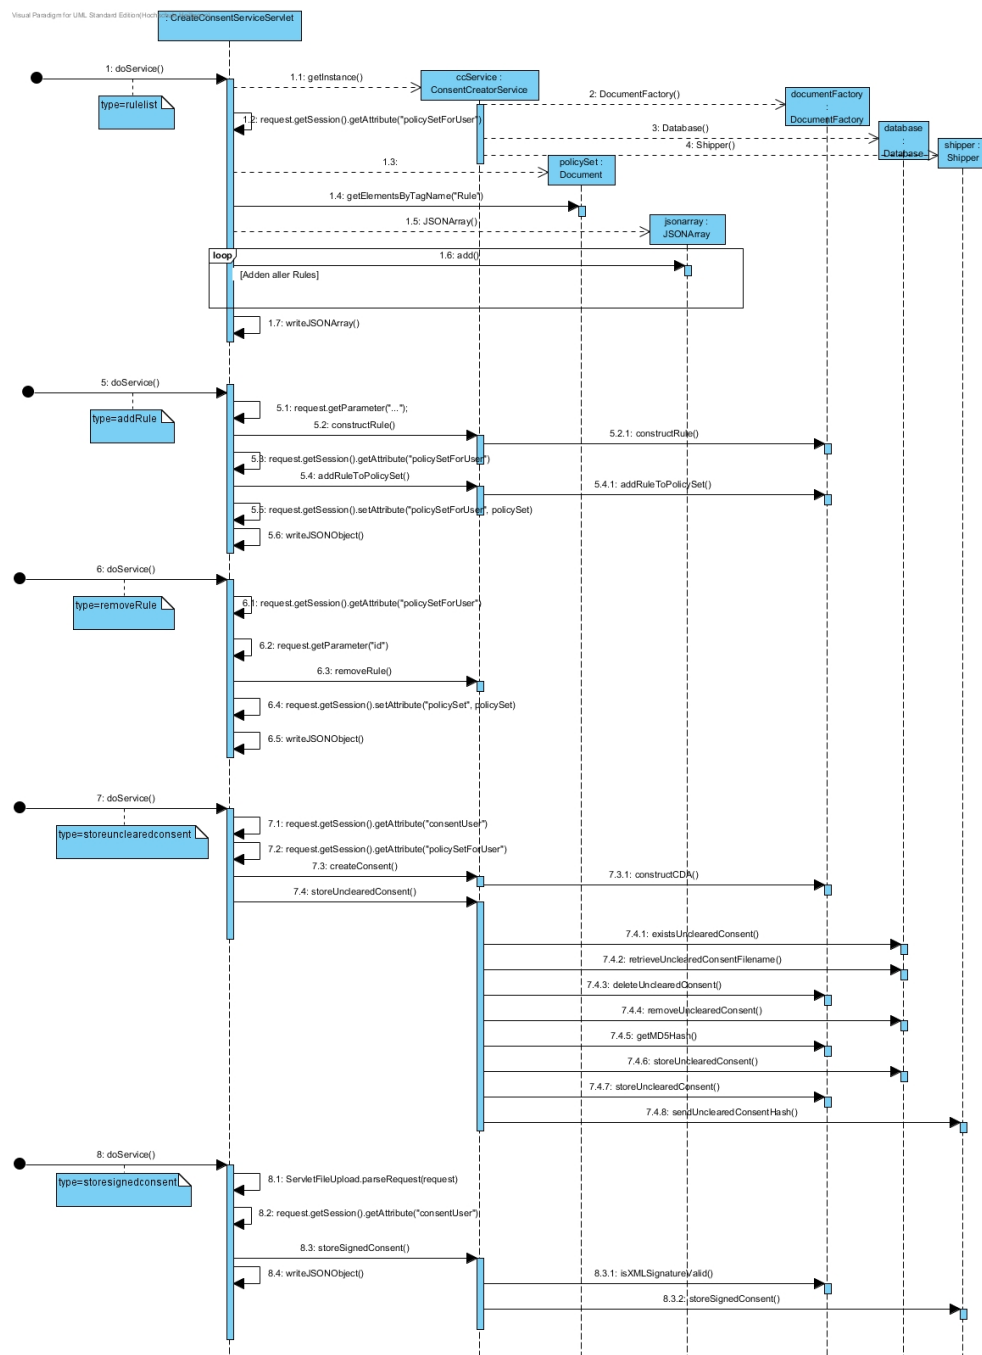 Visual Paradigm for UML Standard Edition(Hoch
: CreateConsentServiceServlet
1: doService()
type=rulelist
1.1: getInstance()
ccService :
ConsentCreatorService
2: DocumentFactory()
documentFactory
:
DocumentFactory
1.2: request.getSession().getAttribute("policySetForUser")
3: Database()
database
:
Database
4: Shipper()
shipper :
Shipper
1.3:
policySet :
Document
1.4: getElementsByTagName("Rule")
1.5: JSONArray()
jsonarray :
JSONArray
loop
1.6: add()
[Adden aller Rules]
1.7: writeJSONArray()
5: doService()
type=addRule
5.1: request.getParameter("...");
5.2: constructRule()
5.2.1: constructRule()
5.3: request.getSession().getAttribute("policySetForUser")
5.4: addRuleToPolicySet()
5.4.1: addRuleToPolicySet()
5.5: request.getSession().setAttribute("policySetForUser", policySet)
5.6: writeJSONObject()
6: doService()
type=removeRule
6.1: request.getSession().getAttribute("policySetForUser")
6.2: request.getParameter("id")
6.3: removeRule()
6.4: request.getSession().setAttribute("policySet", policySet)
6.5: writeJSONObject()
7: doService()
type=storeunclearedconsent
7.1: request.getSession().getAttribute("consentUser")
7.2: request.getSession().getAttribute("policySetForUser")
7.3: createConsent()
7.3.1: constructCDA()
7.4: storeUnclearedConsent()
7.4.1: existsUnclearedConsent()
7.4.2: retrieveUnclearedConsentFilename()
7.4.3: deleteUnclearedConsent()
7.4.4: removeUnclearedConsent()
7.4.5: getMD5Hash()
7.4.6: storeUnclearedConsent()
7.4.7: storeUnclearedConsent()
7.4.8: sendUnclearedConsentHash()
8: doService()
type=storesignedconsent
8.1: ServletFileUpload.parseRequest(request)
8.2: request.getSession().getAttribute("consentUser")
8.3: storeSignedConsent()
8.4: writeJSONObject()
8.3.1: isXMLSignatureValid()
8.3.2: storeSignedConsent()